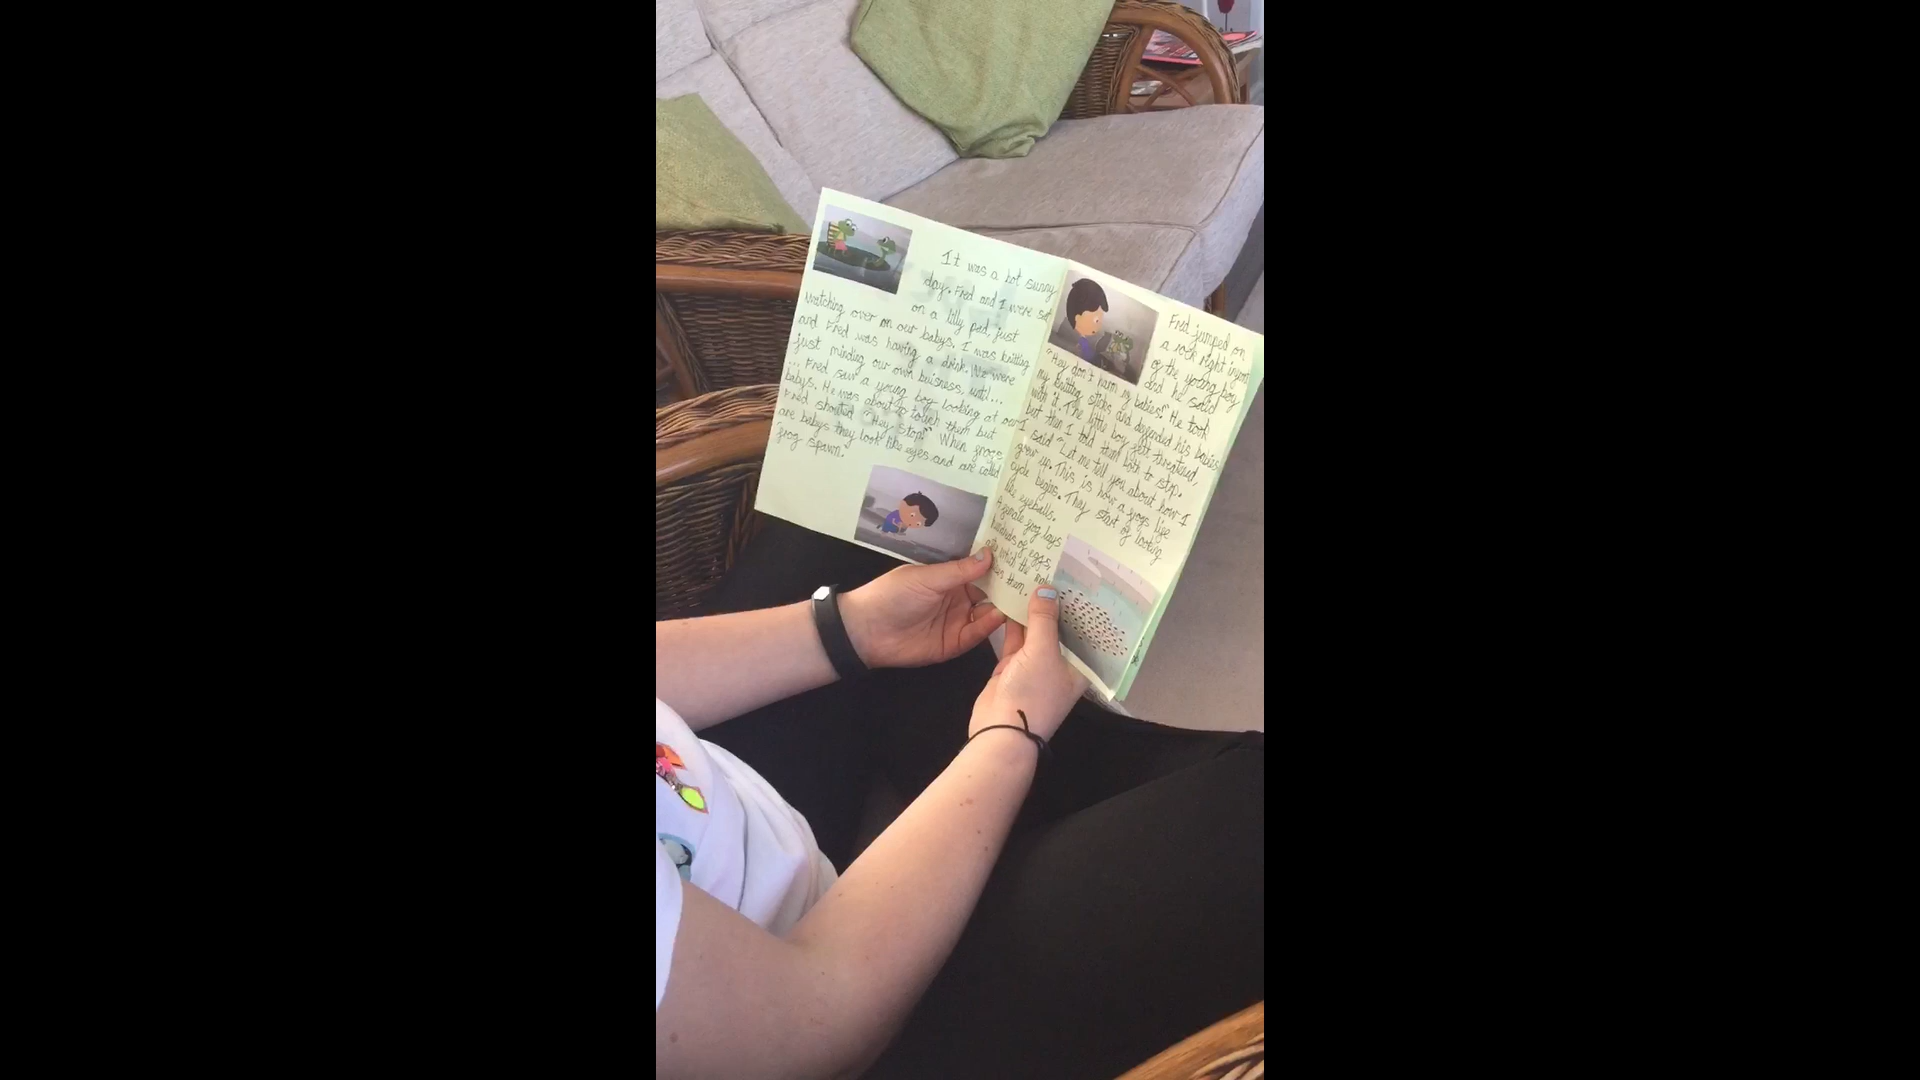 It was a hot sunny
day. Fred and I were sat
on a lilly pad, just
watching over on our babys. I was knitting
and Fred was having a drink. We were
just minding our own buisness, until...
... Fred saw a young boy looking at our
babys. He was about to touch them but
Fred shouted "Hey stop!" When frogs
are babys they look like eyes and are called
frog spawn.
Fred jumped on
a rock right infront
of the young boy
and he said
"Hey don't harm my babies!" He took
my knitting sticks and defended his babies
with it. The little boy felt threatened,
but then I told them both to stop.
I said "Let me tell you about how I
grew up. This is how a frogs life
cycle begins. They start of looking
like eyeballs.
A female frog lays
hundreds of eggs,
which the male
them.